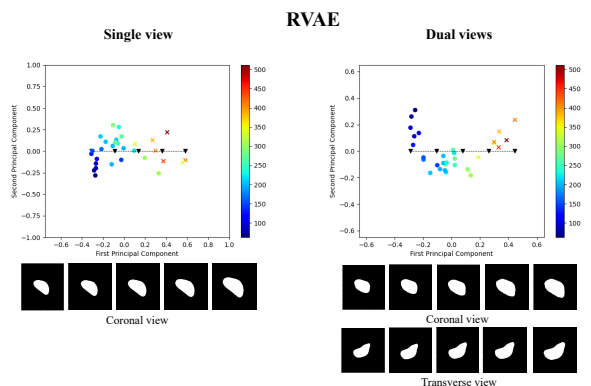 RVAE
Single view
Dual views
1.00
0.75
0.50
0.25
0.00
−0.25
−0.50
−0.75
−1.00
Second Principal Component
−0.6 −0.4 −0.2 0.0 0.2 0.4 0.6 0.8 1.0
First Principal Component
500
450
400
350
300
250
200
150
100
0.6
0.4
0.2
0.0
−0.2
−0.4
−0.6
Second Principal Component
−0.6 −0.4 −0.2 0.0 0.2 0.4 0.6
First Principal Component
500
450
400
350
300
250
200
150
100
Coronal view
Coronal view
Transverse view